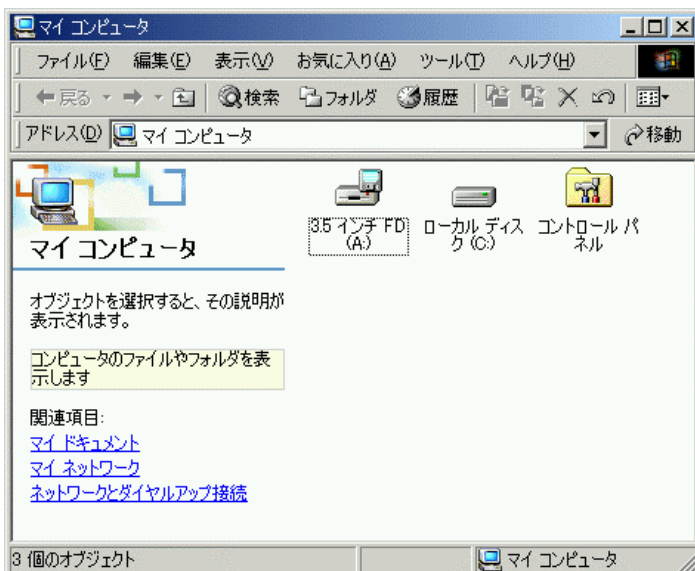 マイ コンピュータ
ファイル(F) 編集(E) 表示(V) お気に入り(A) ツール(T) ヘルプ(H)
戻る 検索 フォルダ 履歴
アドレス(D) マイ コンピュータ 移動
マイ コンピュータ
オブジェクトを選択すると、その説明が
表示されます。
コンピュータのファイルやフォルダを表
示します
関連項目:
マイ ドキュメント
マイ ネットワーク
ネットワークとダイヤルアップ接続
3.5 インチ FD
(A:)
ローカル ディス
ク (C:)
コントロール パ
ネル
3 個のオブジェクト マイ コンピュータ